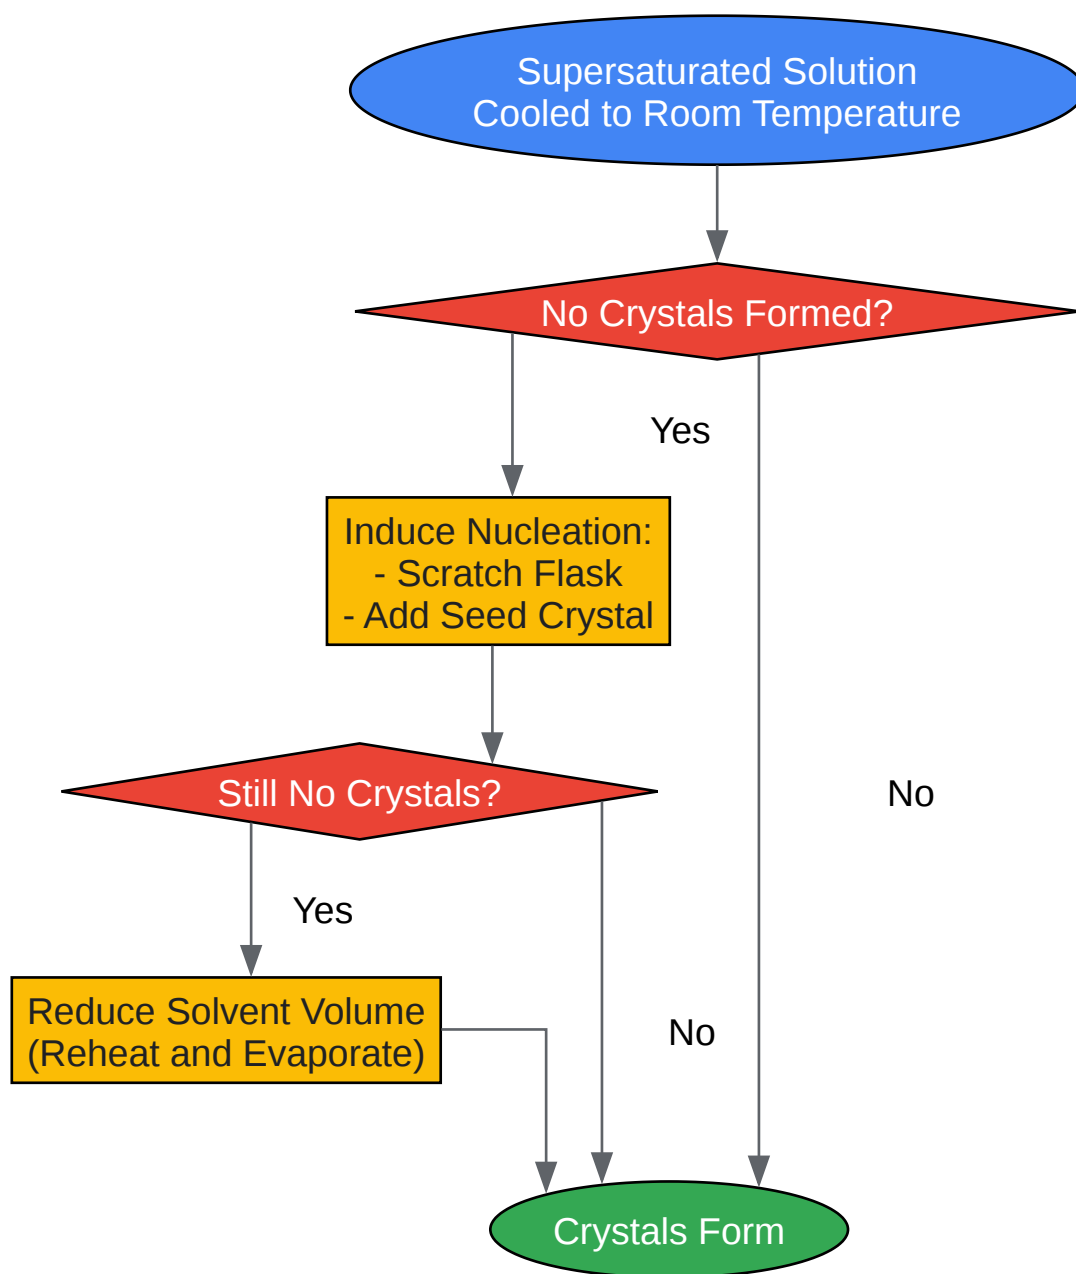 Supersaturated Solution
Cooled to Room Temperature
No Crystals Formed?
Yes
Induce Nucleation:
- Scratch Flask
- Add Seed Crystal
Still No Crystals?
No
Yes
Reduce Solvent Volume
(Reheat and Evaporate)
No
Crystals Form